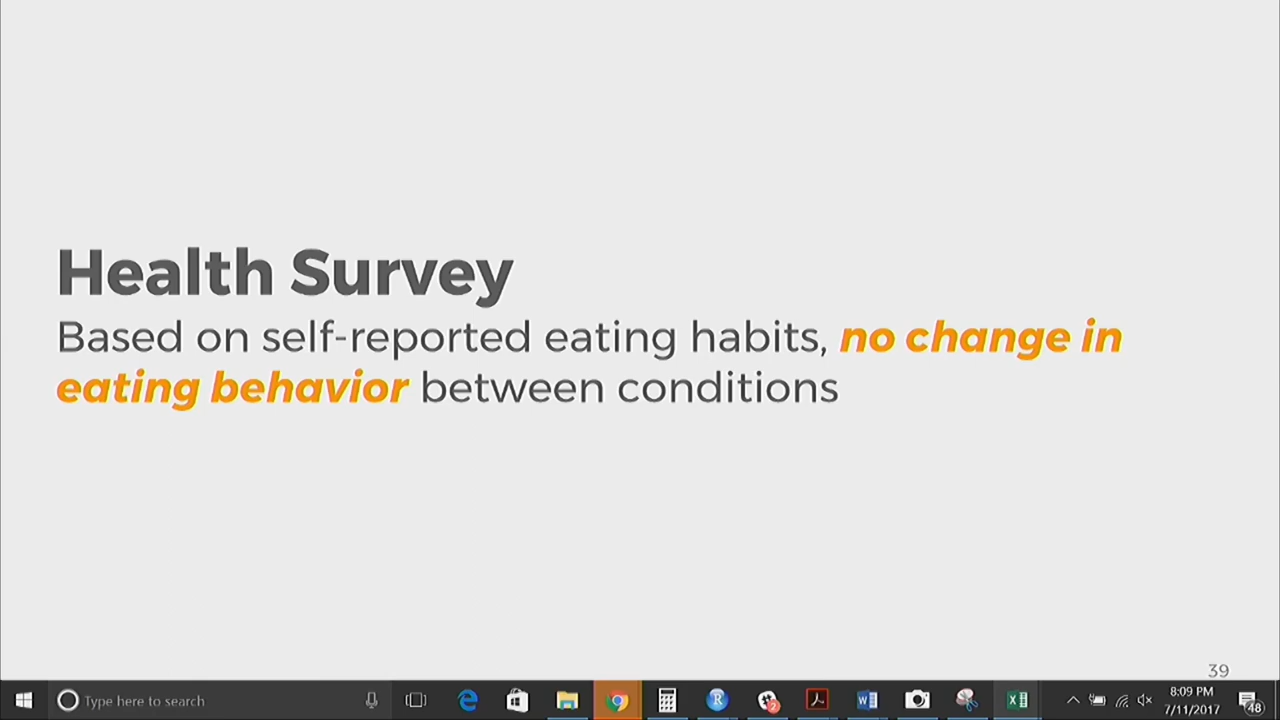 Health Survey
Based on self-reported eating habits, no change in
eating behavior between conditions
39
Type here to search
2
8:09 PM
7/11/2017
48